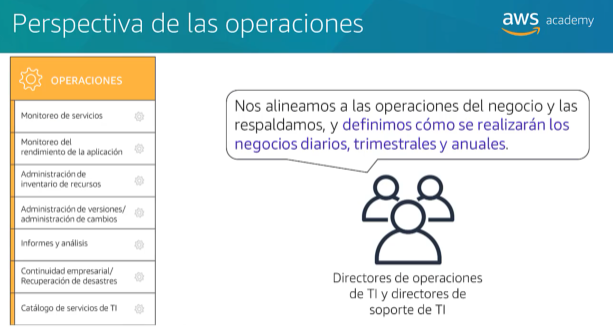 Perspectiva de las operaciones
aws academy
OPERACIONES
Monitoreo de servicios
Monitoreo del
rendimiento de la aplicación
Administración de
inventario de recursos
Administración de versiones/
administración de cambios
Informes y análisis
Continuidad empresarial/
Recuperación de desastres
Catálogo de servicios de TI
Nos alineamos a las operaciones del negocio y las
respaldamos, y definimos cómo se realizarán los
negocios diarios, trimestrales y anuales.
Directores de operaciones
de TI y directores de
soporte de TI